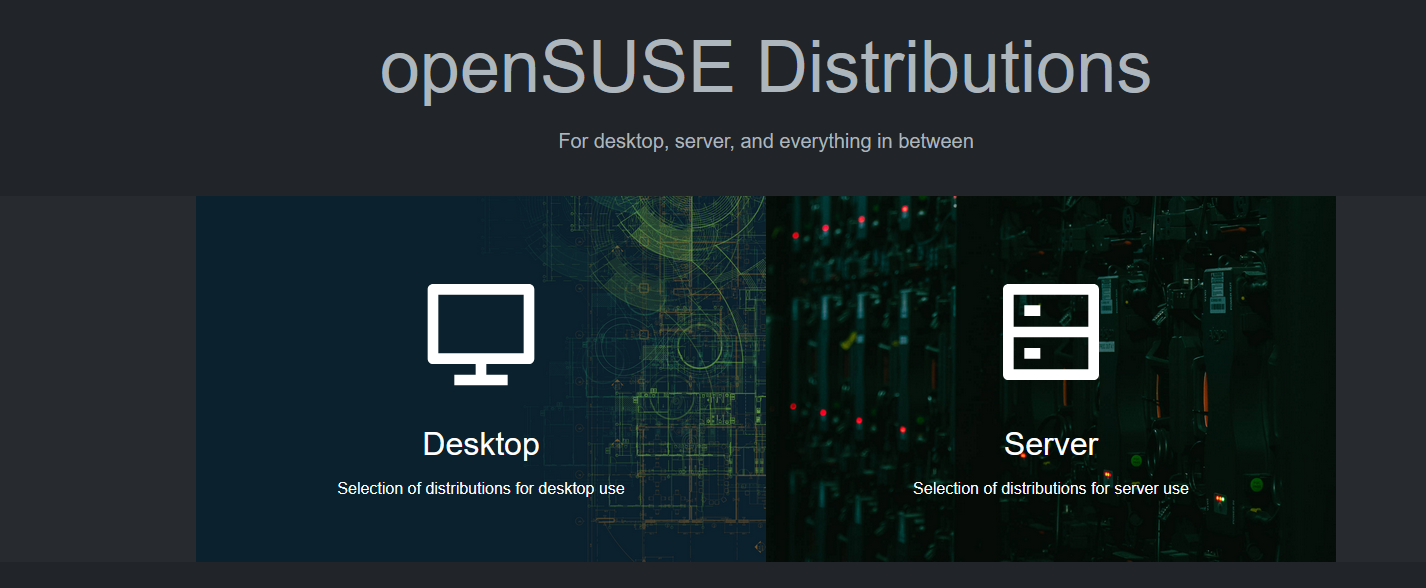 openSUSE Distributions
For desktop, server, and everything in between
Desktop
Selection of distributions for desktop use
Server
Selection of distributions for server use